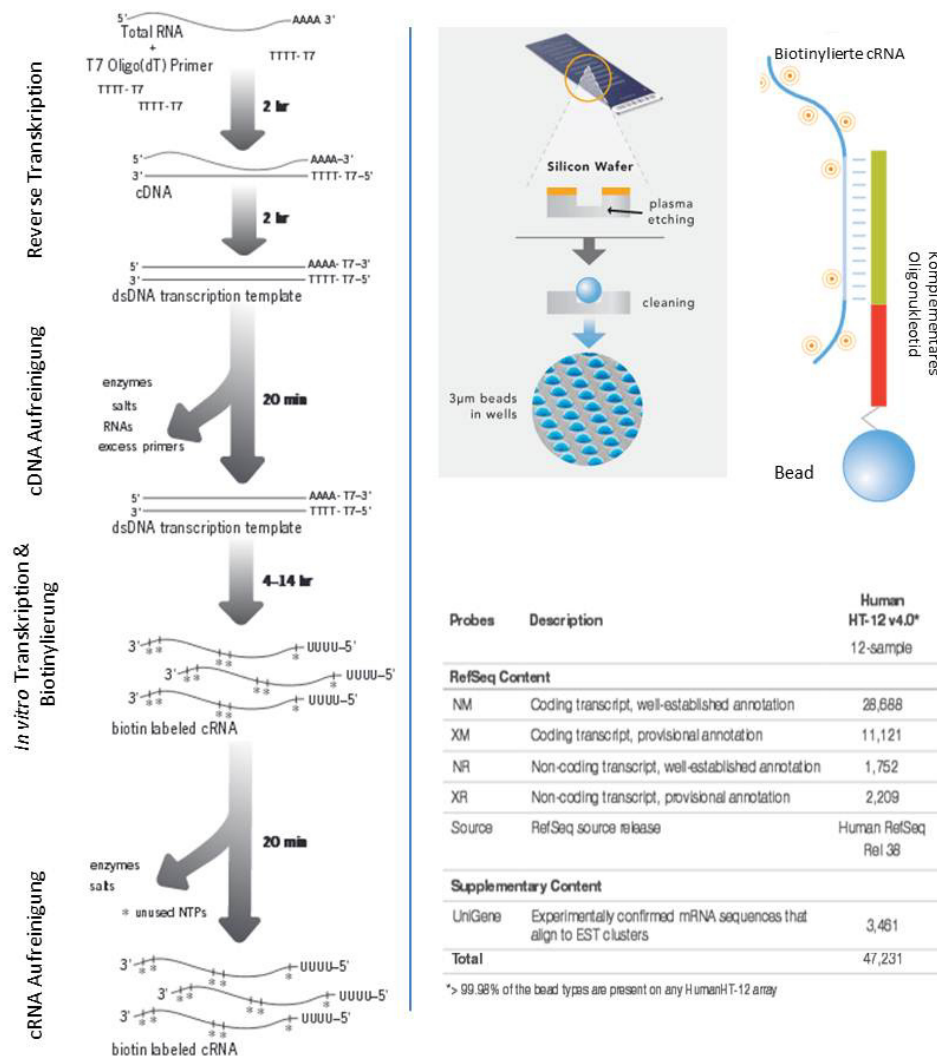 5' AAAA 3'
Total RNA
+
T7 Oligo(dT) Primer
TTTT-T7
TTTT-T7
TTTT-T7
2 hr
5' AAAA-3'
3' TTTT-T7-5'
cDNA
2 hr
5' AAAA-T7-3'
3' TTTT-T7-5'
dsDNA transcription template
Reverse Transkription
enzymes
salts
RNAs
excess primers
20 min
cDNA Aufreinigung
5' AAAA-T7-3'
3' TTTT-T7-5'
dsDNA transcription template
4–14 hr
3' UUUU-5'
* * * * *
3' UUUU-5'
* * * * *
3' UUUU-5'
* * * * *
biotin labeled cRNA
In vitro Transkription &
Biotinylierung
20 min
enzymes
salts
* unused NTPs
3' UUUU-5'
* * * * *
3' UUUU-5'
* * * * *
3' UUUU-5'
* * * * *
biotin labeled cRNA
cRNA Aufreinigung
Silicon Wafer
plasma
etching
cleaning
3µm beads
in wells
Biotinylierte cRNA
Komplementares
Oligonukleotid
Bead
Probes Description Human
HT-12 v4.0*
12-sample
RefSeq Content
NM Coding transcript, well-established annotation 28,688
XM Coding transcript, provisional annotation 11,121
NR Non-coding transcript, well-established annotation 1,752
XR Non-coding transcript, provisional annotation 2,209
Source RefSeq source release Human RefSeq
Rel 38
Supplementary Content
UniGene Experimentally confirmed mRNA sequences that
align to EST clusters 3,461
Total 47,231
*> 99.98% of the bead types are present on any HumanHT-12 array